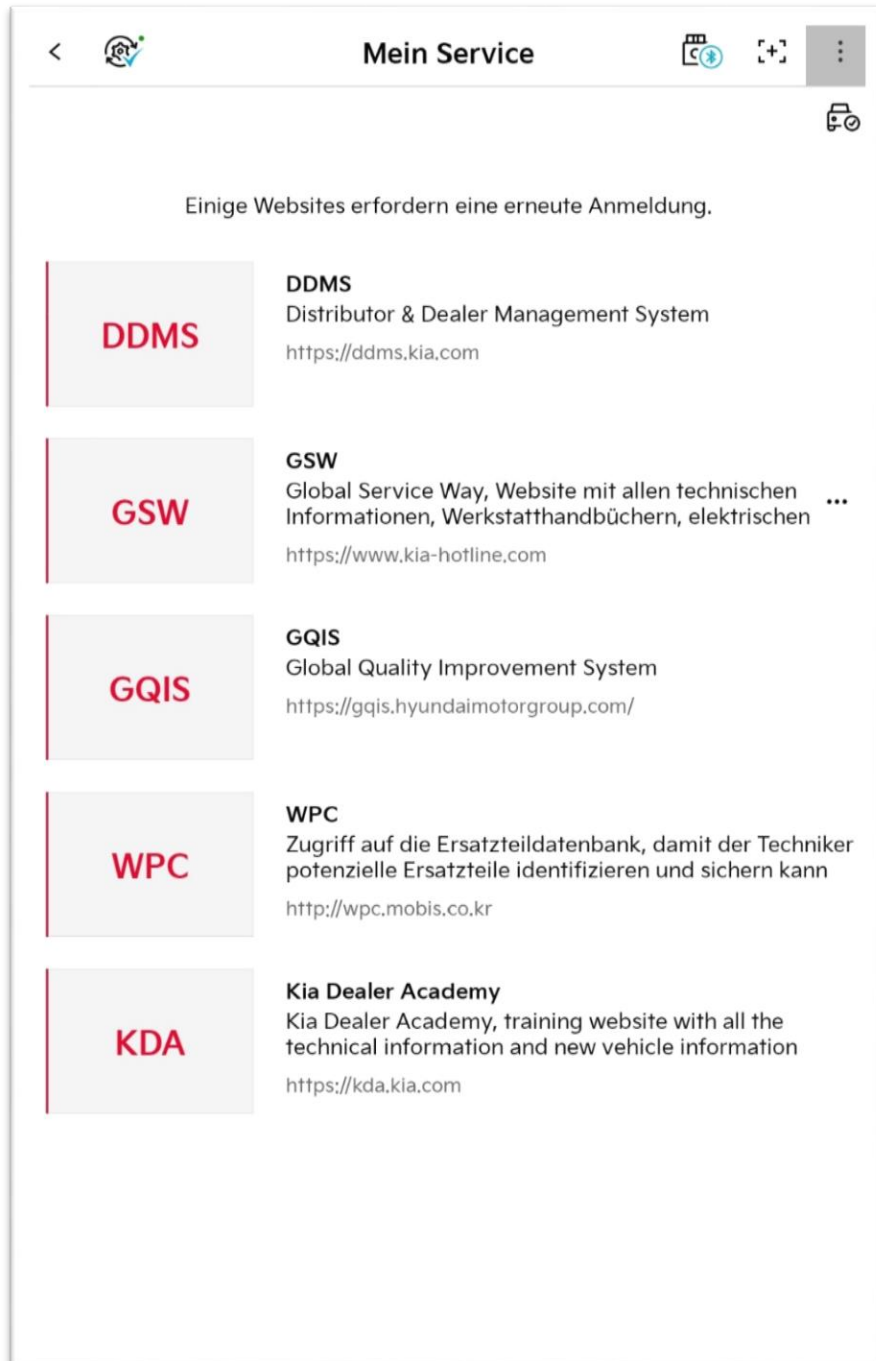 Mein Service
Einige Websites erfordern eine erneute Anmeldung.
DDMS
DDMS
Distributor & Dealer Management System
https://ddms.kia.com
GSW
GSW
Global Service Way, Website mit allen technischen
Informationen, Werkstatthandbüchern, elektrischen
...
https://www.kia-hotline.com
GQIS
GQIS
Global Quality Improvement System
https://gqis.hyundaimotorgroup.com/
WPC
WPC
Zugriff auf die Ersatzteildatenbank, damit der Techniker
potenzielle Ersatzteile identifizieren und sichern kann
http://wpc.mobis.co.kr
KDA
Kia Dealer Academy
Kia Dealer Academy, training website with all the
technical information and new vehicle information
https://kda.kia.com